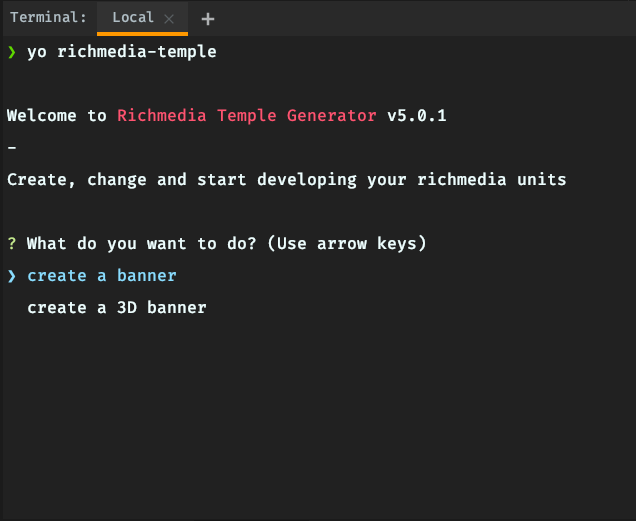 Terminal: Local × +
❯ yo richmedia-temple
Welcome to Richmedia Temple Generator v5.0.1
–
Create, change and start developing your richmedia units
? What do you want to do? (Use arrow keys)
❯ create a banner
create a 3D banner